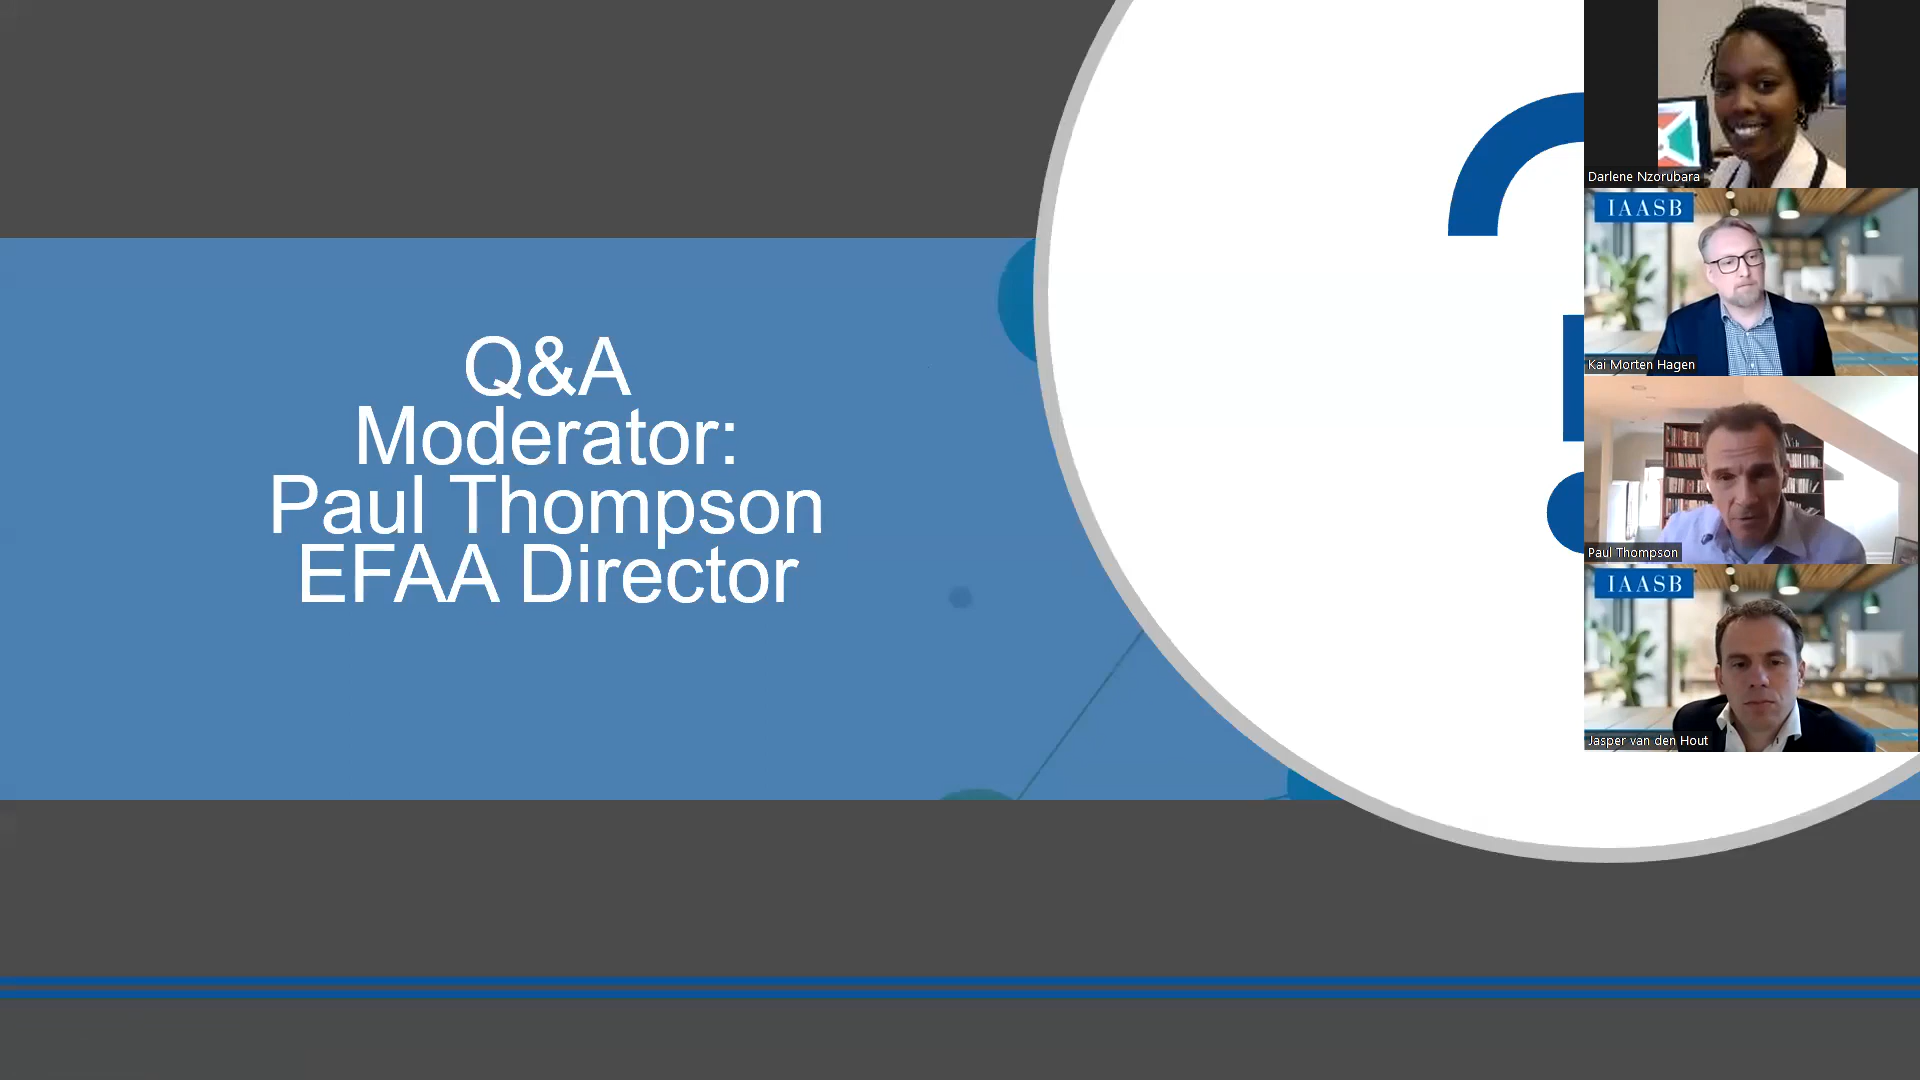 Q&A
Moderator:
Paul Thompson
EFAA Director
Darlene Nzorubara
IAASB
Kai Morten Hagen
Paul Thompson
IAASB
Jasper van den Hout